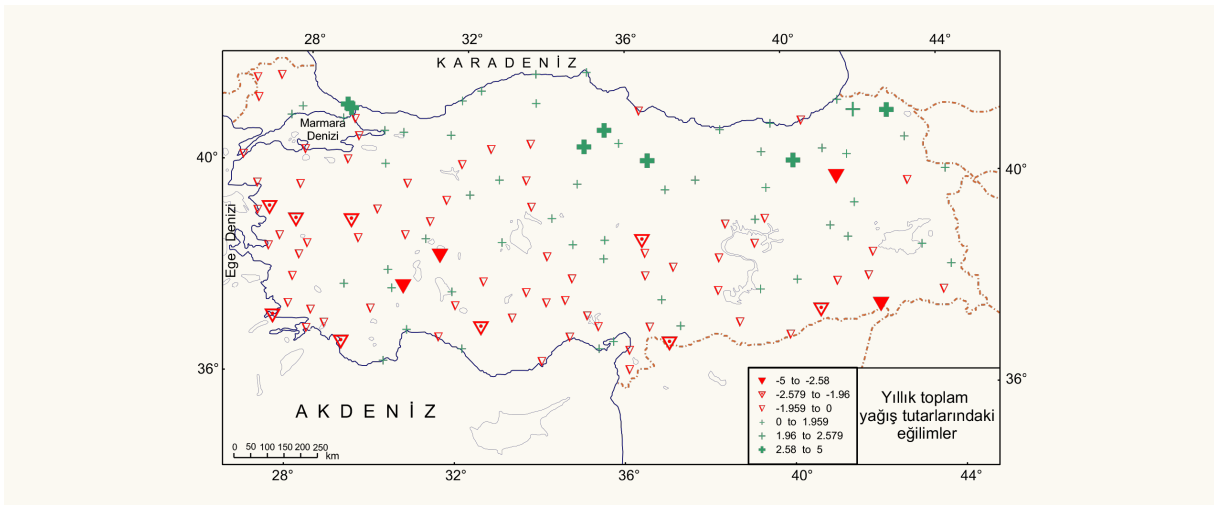 28° 32° 36° 40° 44°
KARADENİZ
Marmara
Denizi
40° 40°
Ege Denizi
36° 36°
AKDENİZ
0 50 100 150 200 250
km
-5 to -2.58
-2.579 to -1.96
-1.959 to 0
0 to 1.959
1.96 to 2.579
2.58 to 5
Yıllık toplam
yağış tutarlarındaki
eğilimler
28° 32° 36° 40° 44°